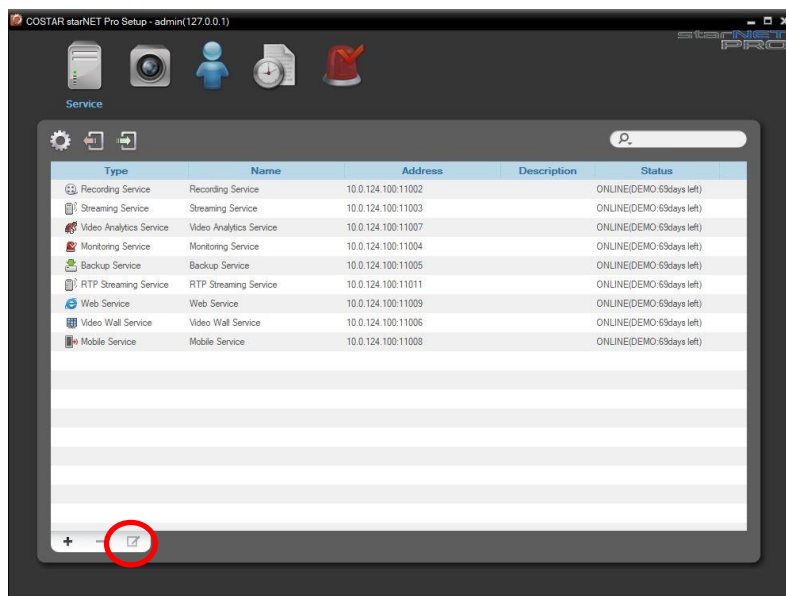 COSTAR starNET Pro Setup - admin(127.0.0.1)
starNET
PRO
Service
Type Name Address Description Status
Recording Service Recording Service 10.0.124.100:11002 ONLINE(DEMO:69days left)
Streaming Service Streaming Service 10.0.124.100:11003 ONLINE(DEMO:69days left)
Video Analytics Service Video Analytics Service 10.0.124.100:11007 ONLINE(DEMO:69days left)
Monitoring Service Monitoring Service 10.0.124.100:11004 ONLINE(DEMO:69days left)
Backup Service Backup Service 10.0.124.100:11005 ONLINE(DEMO:69days left)
RTP Streaming Service RTP Streaming Service 10.0.124.100:11011 ONLINE(DEMO:69days left)
Web Service Web Service 10.0.124.100:11009 ONLINE(DEMO:69days left)
Video Wall Service Video Wall Service 10.0.124.100:11006 ONLINE(DEMO:69days left)
Mobile Service Mobile Service 10.0.124.100:11008 ONLINE(DEMO:69days left)